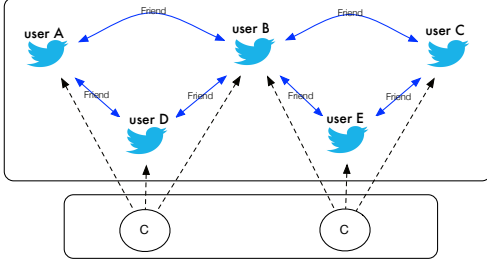 Friend
Friend
user A
user B
user C
Friend
Friend
Friend
Friend
user D
user E
C
C